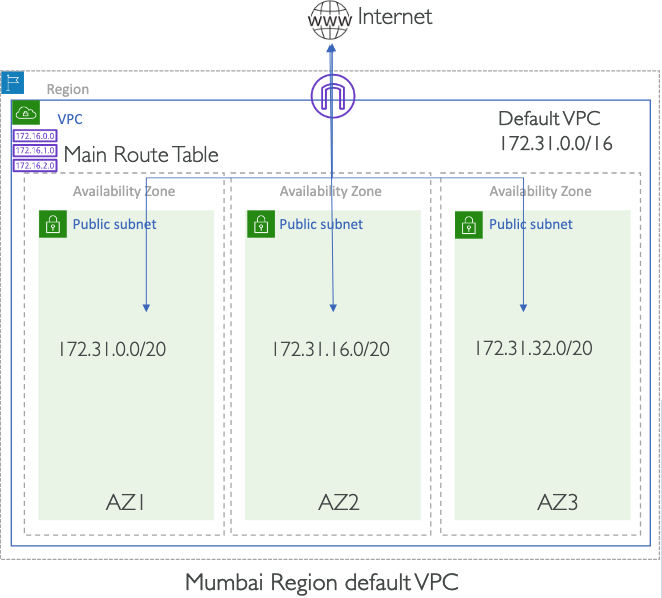 www Internet
Region
VPC
Default VPC
172.31.0.0/16
172.16.0.0
172.16.1.0
172.16.2.0
Main Route Table
Availability Zone
Availability Zone
Availability Zone
Public subnet
Public subnet
Public subnet
172.31.0.0/20
172.31.16.0/20
172.31.32.0/20
AZ1
AZ2
AZ3
Mumbai Region default VPC